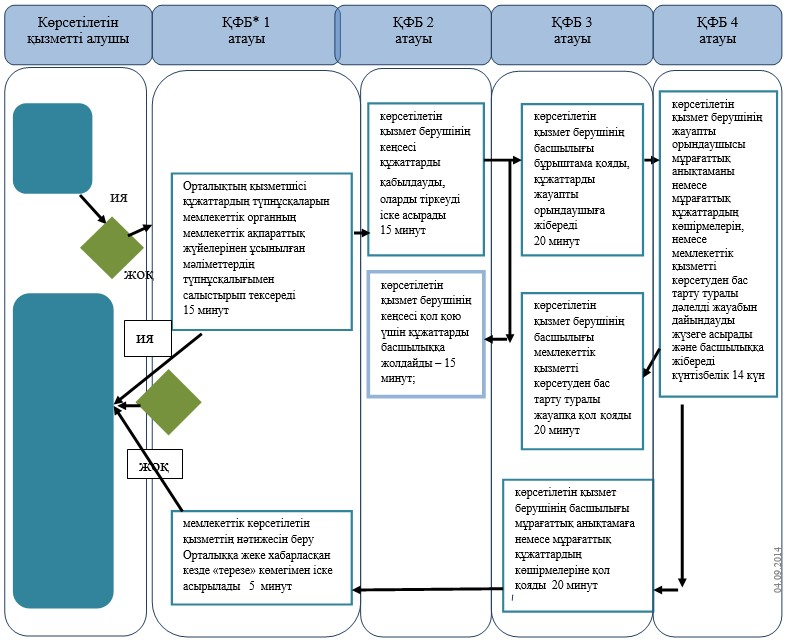 Көрсетілетін
қызметті алушы
ҚФБ* 1
атауы
ҚФБ 2
атауы
ҚФБ 3
атауы
ҚФБ 4
атауы
ия
жоқ
Орталықтың қызметшісі
құжаттардың түпнұсқаларын
мемлекеттік органның
мемлекеттік ақпараттық
жүйелерінен ұсынылған
мәліметтердің
түпнұсқалығымен
салыстырып тексереді
15 минут
көрсетілетін
қызмет берушінің
кеңсесі
құжаттарды
қабылдауды,
оларды тіркеуді
іске асырады
15 минут
көрсетілетін
қызмет берушінің
басшылығы
бұрыштама қояды,
құжаттарды
жауапты
орындаушыға
жібереді
20 минут
көрсетілетін
қызмет берушінің
жауапты
орындаушысы
мұрағаттық
анықтаманы
немесе
мұрағаттық
құжаттардың
көшірмелерін,
немесе
мемлекеттік
қызметті
көрсетуден бас
тарту туралы
дәлелді жауабын
дайындауды
жүзеге асырады
және басшылыққа
жібереді
күнтізбелік 14 күн
көрсетілетін
қызмет берушінің
кеңсесі қол қою
үшін құжаттарды
басшылыққа
жолдайды – 15
минут;
көрсетілетін
қызмет берушінің
басшылығы
мемлекеттік
қызметті
көрсетуден бас
тарту туралы
жауапқа қол қояды
20 минут
ия
жоқ
мемлекеттік көрсетілетін
қызметтің нәтижесін беру
Орталыққа жеке хабарласқан
кезде «терезе» көмегімен іске
асырылады 5 минут
көрсетілетін қызмет
берушінің басшылығы
мұрағаттық анықтамаға
немесе мұрағаттық
құжаттардың
көшірмелеріне қол
қояды 20 минут
04.09.2014